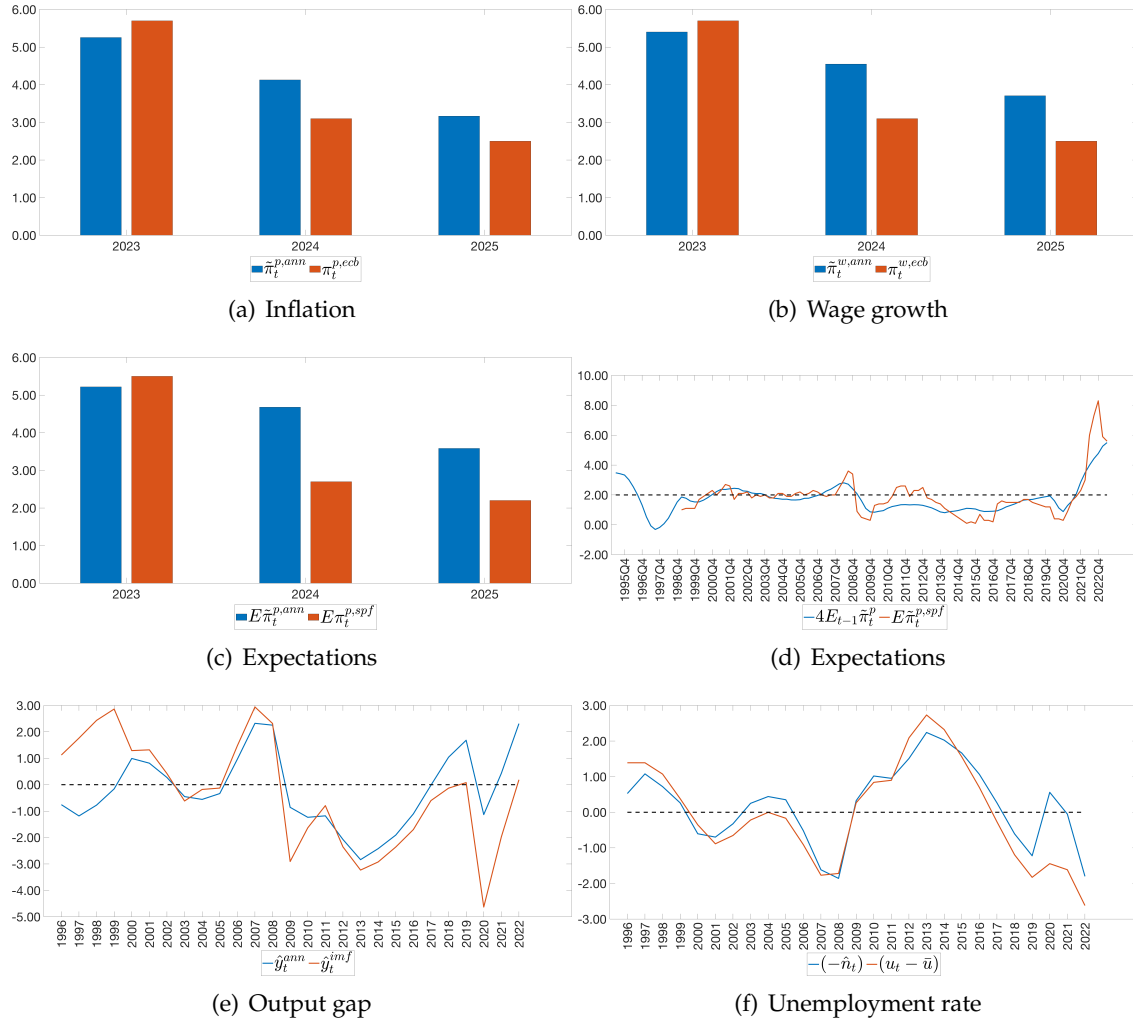 6.00
5.00
4.00
3.00
2.00
1.00
0.00
2023 2024 2025
π̃_t^{p,ann} π_t^{p,ecb}
(a) Inflation
6.00
5.00
4.00
3.00
2.00
1.00
0.00
2023 2024 2025
π̃_t^{w,ann} π_t^{w,ecb}
(b) Wage growth
6.00
5.00
4.00
3.00
2.00
1.00
0.00
2023 2024 2025
Eπ̃_t^{p,ann} Eπ_t^{p,spf}
(c) Expectations
10.00
8.00
6.00
4.00
2.00
0.00
-2.00
1995Q4 1996Q4 1997Q4 1998Q4 1999Q4 2000Q4 2001Q4 2002Q4 2003Q4 2004Q4 2005Q4 2006Q4 2007Q4 2008Q4 2009Q4 2010Q4 2011Q4 2012Q4 2013Q4 2014Q4 2015Q4 2016Q4 2017Q4 2018Q4 2019Q4 2020Q4 2021Q4 2022Q4
4E_{t−1}π̃_t^p Eπ̃_t^{p,spf}
(d) Expectations
3.00
2.00
1.00
0.00
-1.00
-2.00
-3.00
-4.00
-5.00
1996 1997 1998 1999 2000 2001 2002 2003 2004 2005 2006 2007 2008 2009 2010 2011 2012 2013 2014 2015 2016 2017 2018 2019 2020 2021 2022
ŷ_t^{ann} ŷ_t^{imf}
(e) Output gap
3.00
2.00
1.00
0.00
-1.00
-2.00
-3.00
1996 1997 1998 1999 2000 2001 2002 2003 2004 2005 2006 2007 2008 2009 2010 2011 2012 2013 2014 2015 2016 2017 2018 2019 2020 2021 2022
(−n̂_t) (u_t − ū)
(f) Unemployment rate